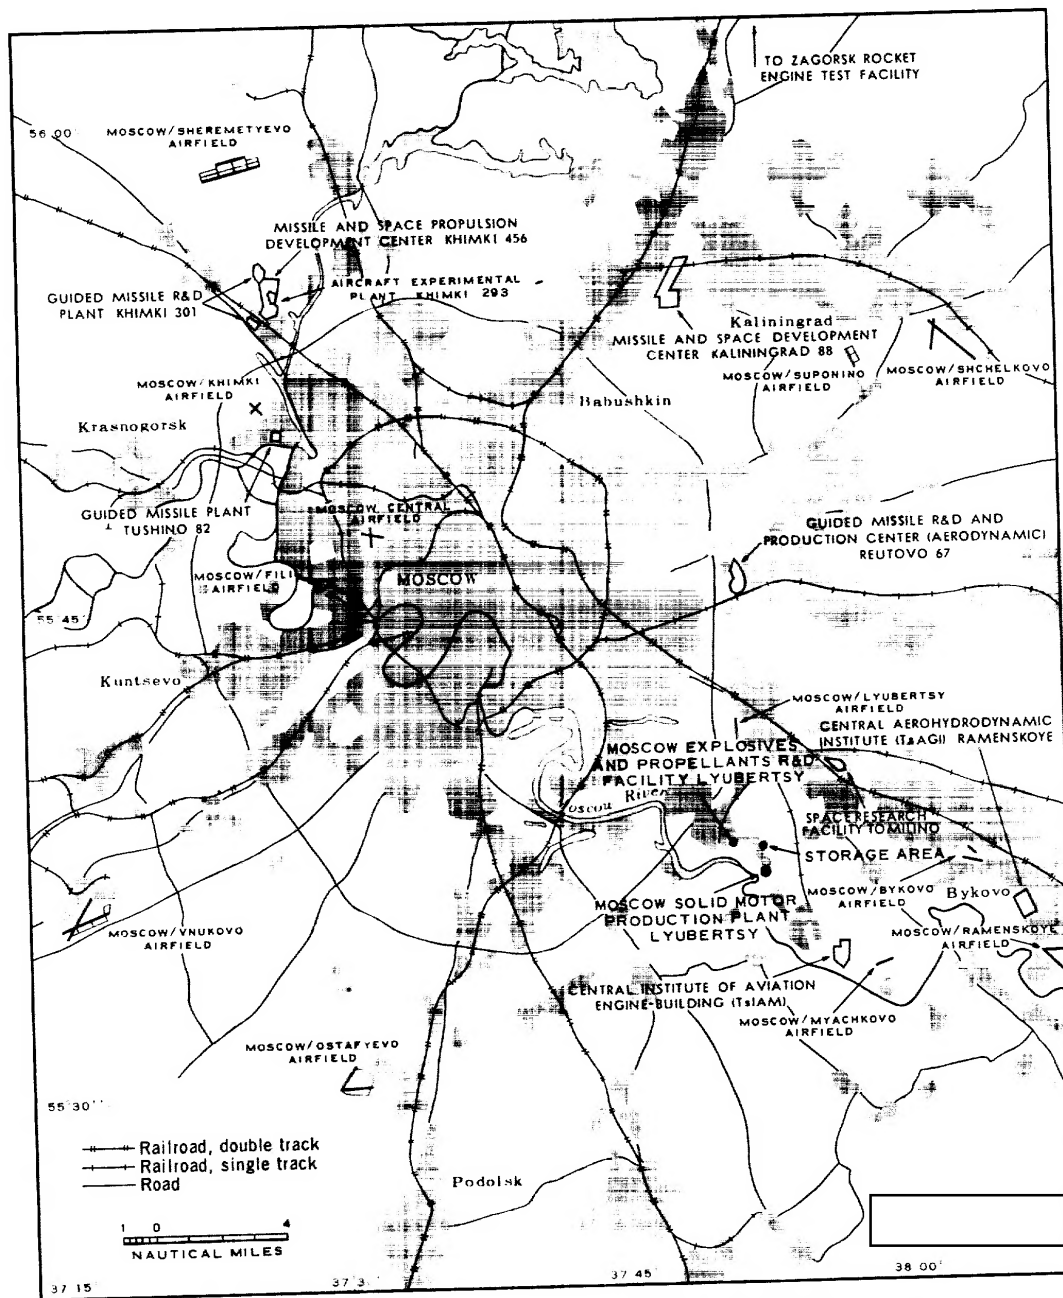 TO ZAGORSK ROCKET
ENGINE TEST FACILITY
56 00'
MOSCOW/SHEREMETYEVO
AIRFIELD
MISSILE AND SPACE PROPULSION
DEVELOPMENT CENTER KHIMKI 456
AIRCRAFT EXPERIMENTAL
PLANT KHIMKI 293
GUIDED MISSILE R&D
PLANT KHIMKI 301
Kaliningrad
MISSILE AND SPACE DEVELOPMENT
CENTER KALININGRAD 88
MOSCOW/SUPONINO
AIRFIELD
MOSCOW/SHCHELKOVO
AIRFIELD
MOSCOW/KHIMKI
AIRFIELD
Babushkin
Krasnogorsk
GUIDED MISSILE PLANT
TUSHINO 82
MOSCOW CENTRAL
AIRFIELD
GUIDED MISSILE R&D AND
PRODUCTION CENTER (AERODYNAMIC)
REUTOVO 67
MOSCOW/FILI
AIRFIELD
MOSCOW
55 45'
Kuntsevo
MOSCOW/LYUBERTSY
AIRFIELD
CENTRAL AEROHYDRODYNAMIC
INSTITUTE (TsAGI) RAMENSKOYE
MOSCOW EXPLOSIVES
AND PROPELLANTS R&D
FACILITY LYUBERTSY
River
SPACE RESEARCH
FACILITY TOMILINO
STORAGE AREA
MOSCOW SOLID MOTOR
PRODUCTION PLANT
LYUBERTSY
MOSCOW/BYKOVO
AIRFIELD
Bykovo
MOSCOW/VNUKOVO
AIRFIELD
MOSCOW/RAMENSKOYE
AIRFIELD
CENTRAL INSTITUTE OF AVIATION
ENGINE-BUILDING (TsIAM)
MOSCOW/MYACHKOVO
AIRFIELD
MOSCOW/OSTAFYEVO
AIRFIELD
55 30'
Railroad, double track
Railroad, single track
Road
Podolsk
1 0 4
NAUTICAL MILES
37 15'
37 45'
38 00'